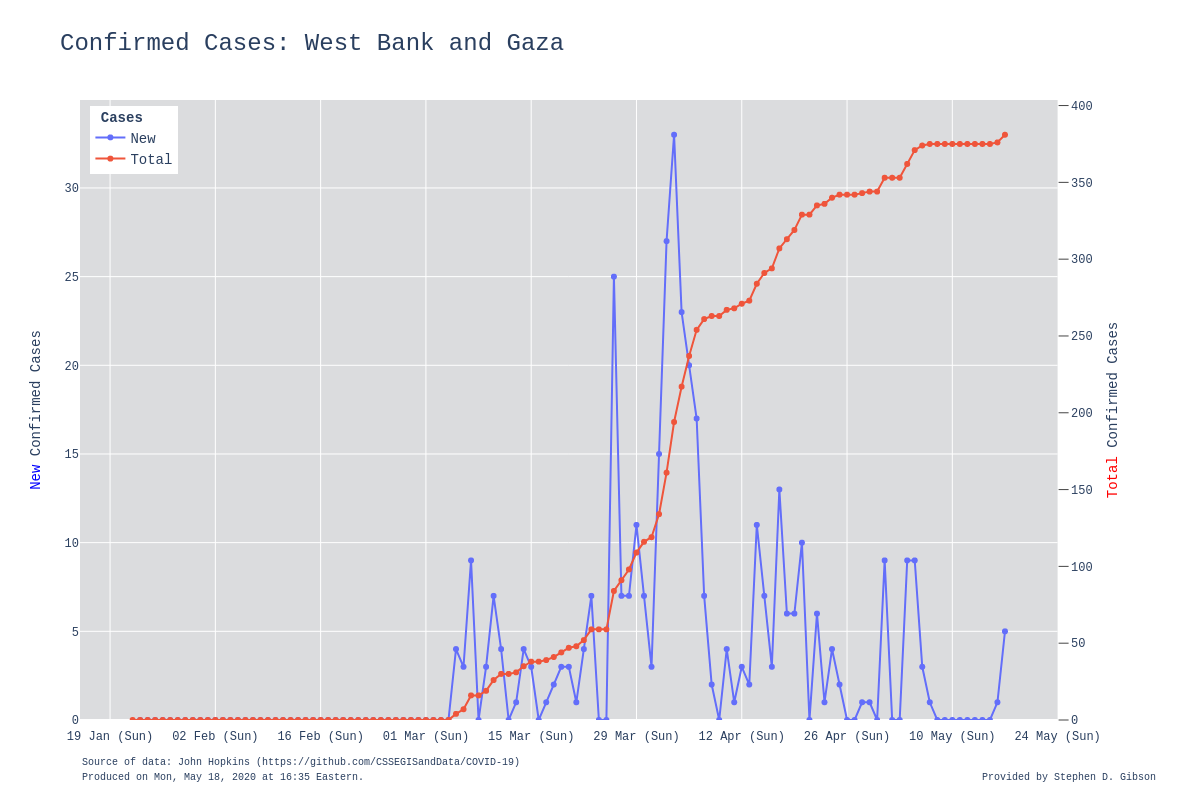 Confirmed Cases: West Bank and Gaza
Cases
New
Total
30
25
20
15
10
5
0
New Confirmed Cases
400
350
300
250
200
150
100
50
0
Total Confirmed Cases
19 Jan (Sun) 02 Feb (Sun) 16 Feb (Sun) 01 Mar (Sun) 15 Mar (Sun) 29 Mar (Sun) 12 Apr (Sun) 26 Apr (Sun) 10 May (Sun) 24 May (Sun)
Source of data: John Hopkins (https://github.com/CSSEGISandData/COVID-19)
Produced on Mon, May 18, 2020 at 16:35 Eastern.
Provided by Stephen D. Gibson